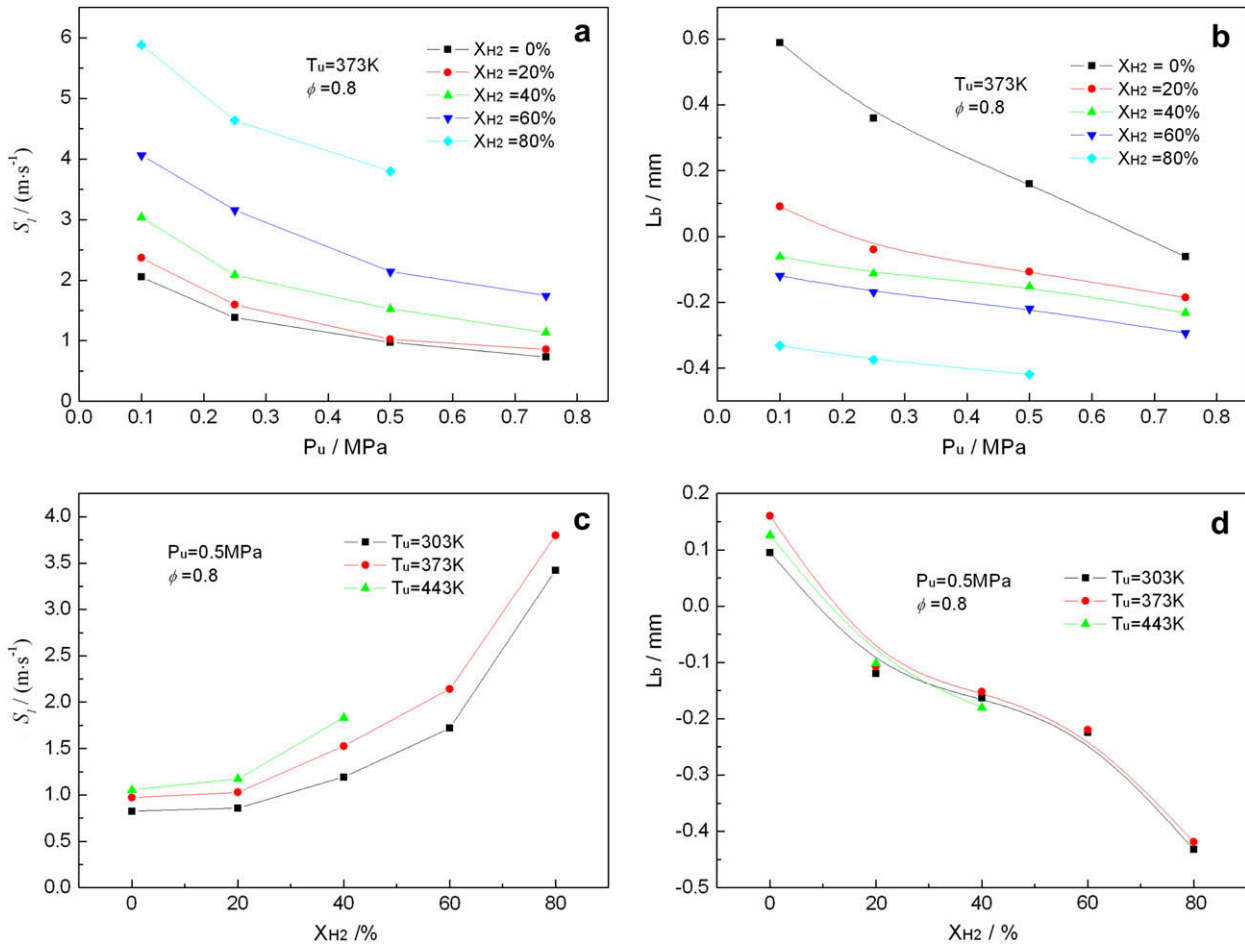 a
6
5
4
3
2
1
0
S_l / (m·s⁻¹)
Tu=373K
ϕ=0.8
XH2 = 0%
XH2 =20%
XH2 =40%
XH2 =60%
XH2 =80%
0.0 0.1 0.2 0.3 0.4 0.5 0.6 0.7 0.8
Pu / MPa
b
0.6
0.4
0.2
0.0
-0.2
-0.4
Lb / mm
Tu=373K
ϕ=0.8
XH2 = 0%
XH2 =20%
XH2 =40%
XH2 =60%
XH2 =80%
0.0 0.1 0.2 0.3 0.4 0.5 0.6 0.7 0.8
Pu / MPa
c
4.0
3.5
3.0
2.5
2.0
1.5
1.0
0.5
0.0
S_l / (m·s⁻¹)
Pu=0.5MPa
ϕ=0.8
Tu=303K
Tu=373K
Tu=443K
0 20 40 60 80
XH2 /%
d
0.2
0.1
0.0
-0.1
-0.2
-0.3
-0.4
-0.5
Lb / mm
Pu=0.5MPa
ϕ=0.8
Tu=303K
Tu=373K
Tu=443K
0 20 40 60 80
XH2 / %